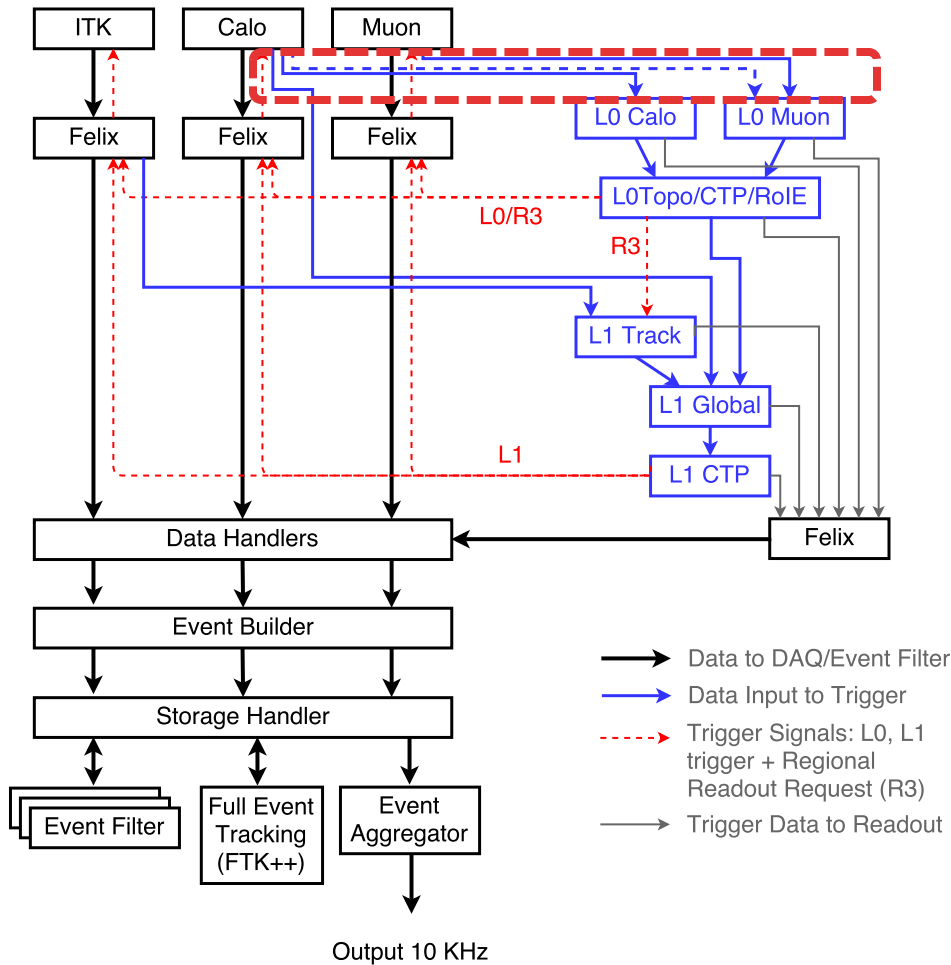 ITK
Calo
Muon
Felix
Felix
Felix
L0 Calo
L0 Muon
L0Topo/CTP/RoIE
L0/R3
R3
L1 Track
L1 Global
L1
L1 CTP
Data Handlers
Felix
Event Builder
Storage Handler
Event Filter
Full Event
Tracking
(FTK++)
Event
Aggregator
Output 10 KHz
Data to DAQ/Event Filter
Data Input to Trigger
Trigger Signals: L0, L1
trigger + Regional
Readout Request (R3)
Trigger Data to Readout